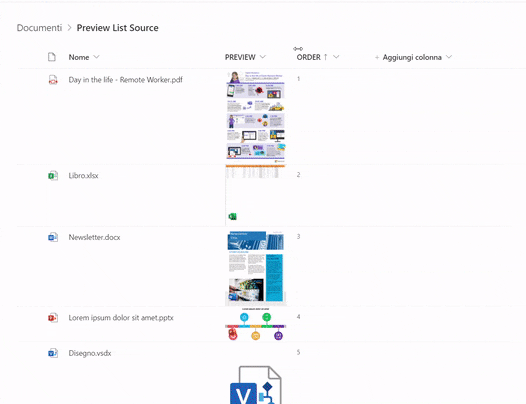 Documenti > Preview List Source
Nome PREVIEW ORDER ↑ + Aggiungi colonna
Day in the life - Remote Worker.pdf 1
Libro.xlsx 2
Newsletter.docx 3
Lorem ipsum dolor sit amet.pptx 4
Disegno.vsdx 5